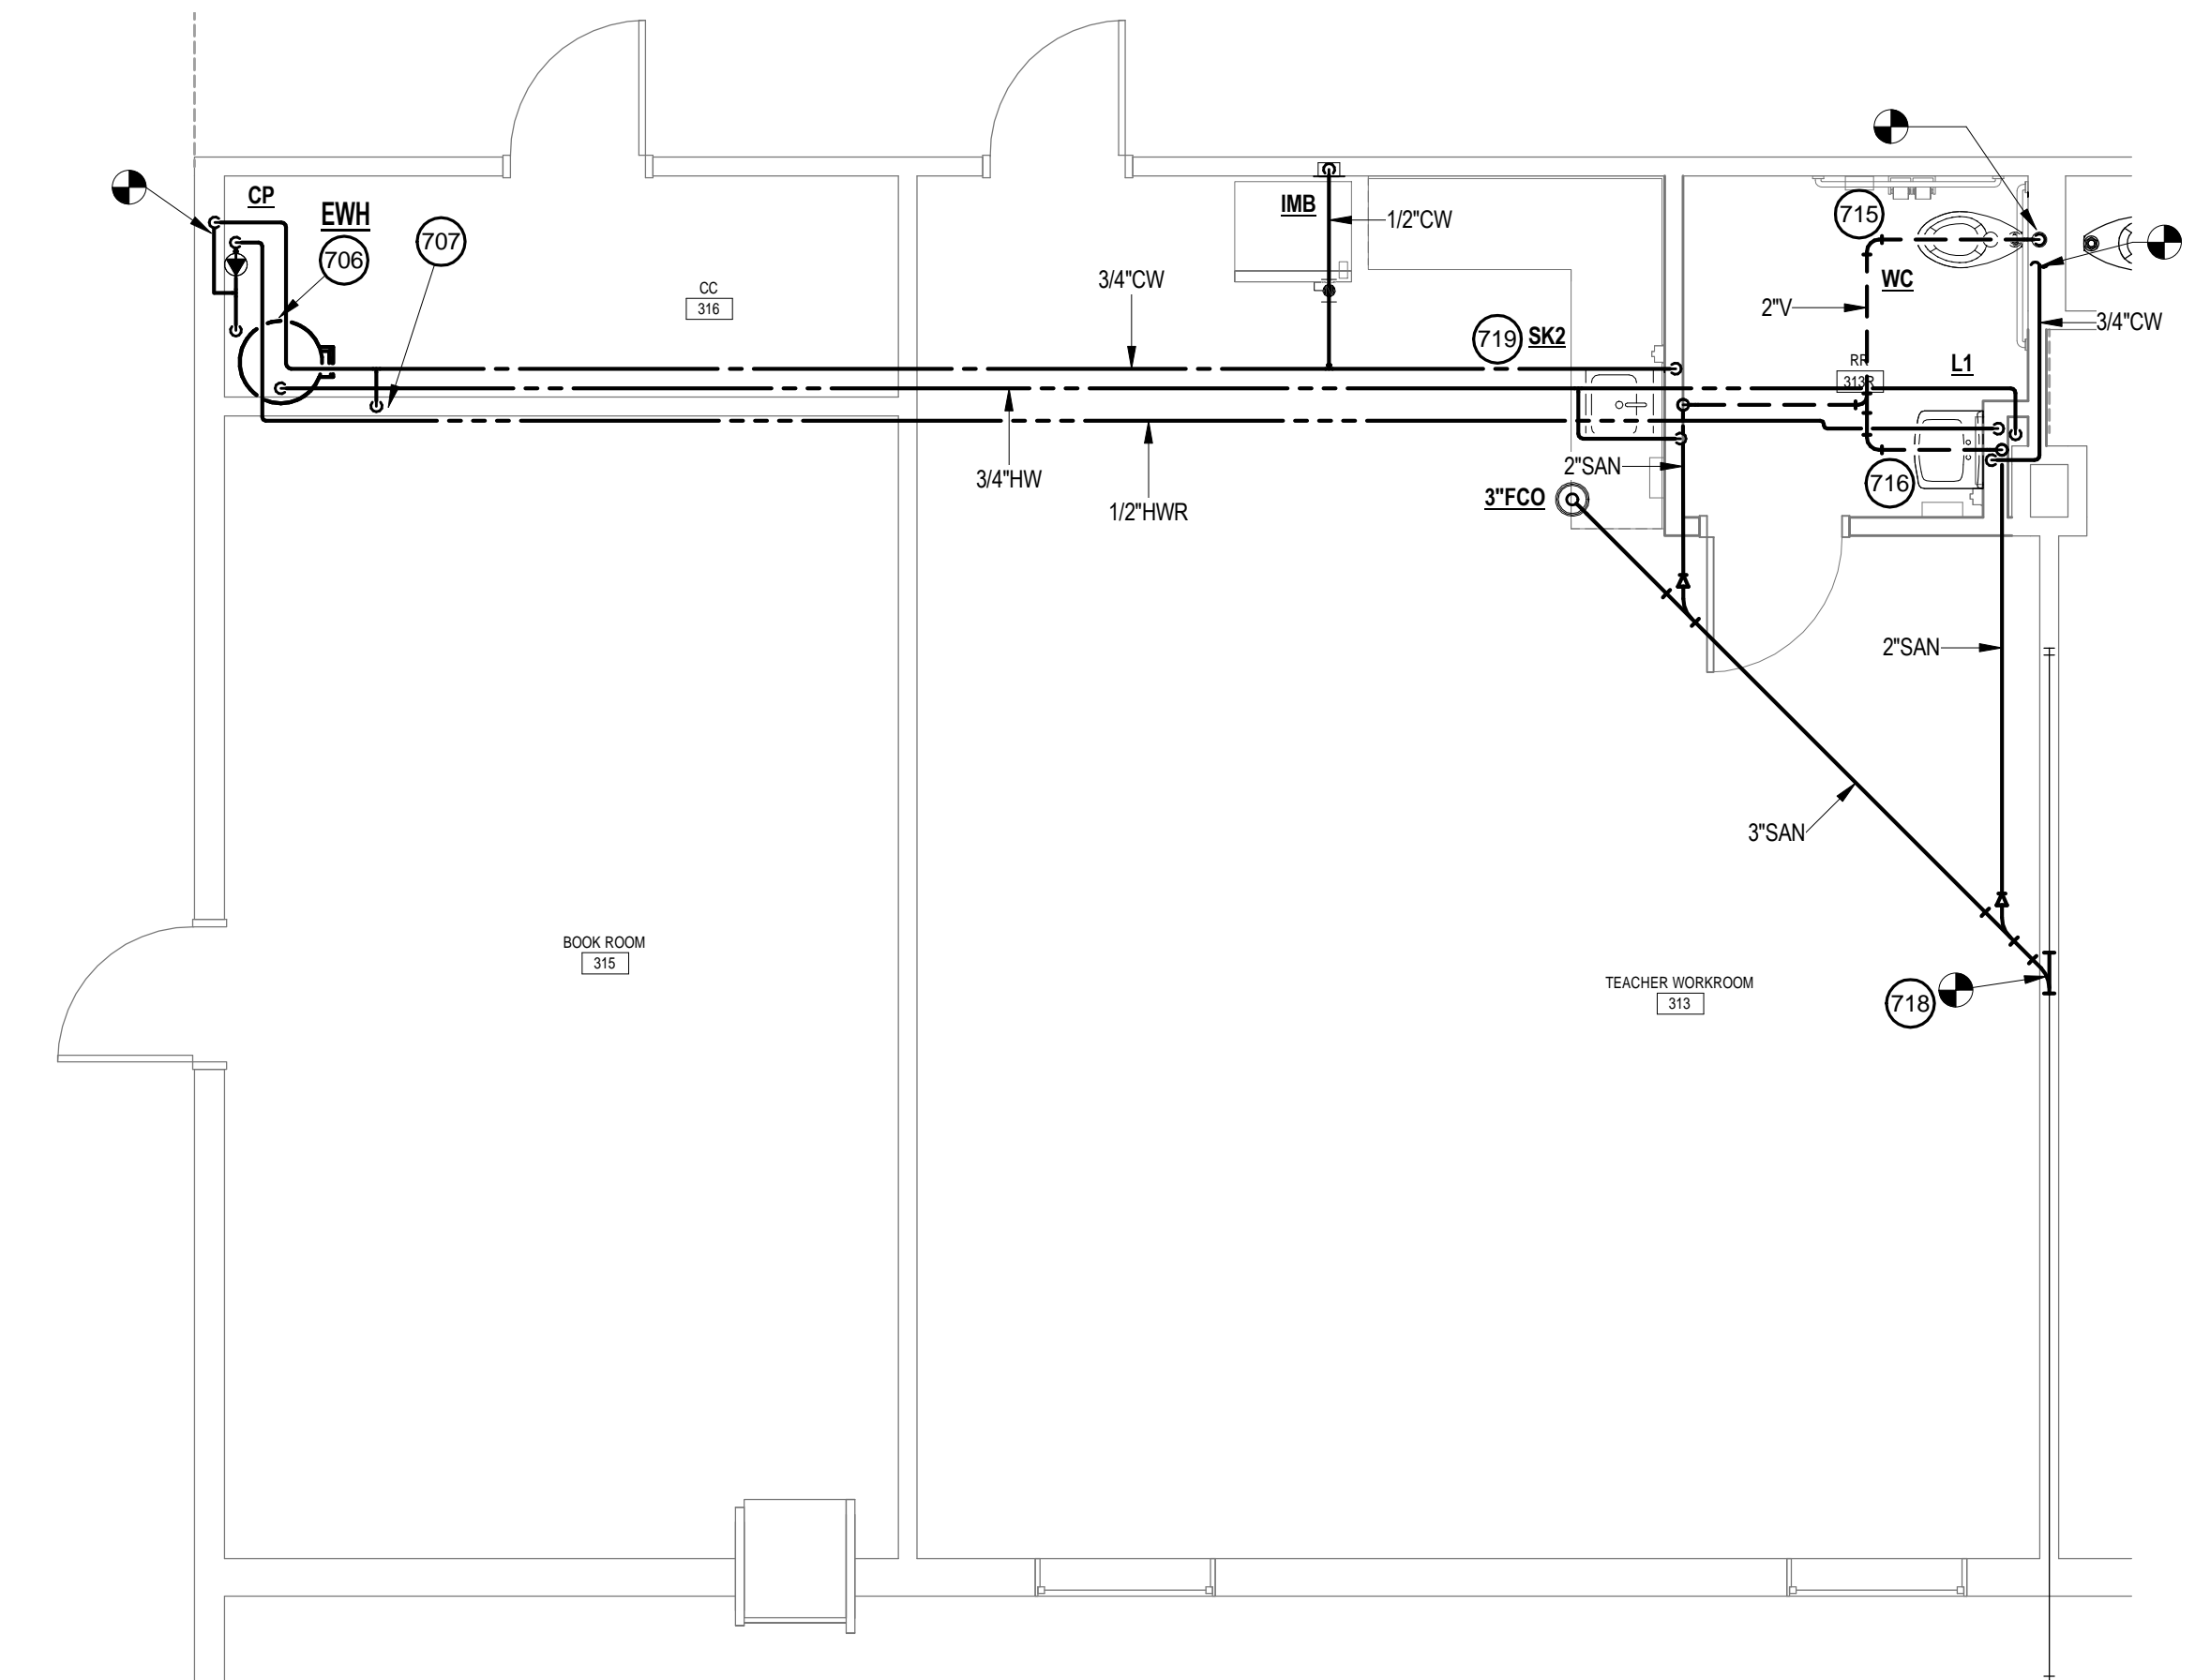 CP
EWH
706
707
CC
316
IMB
1/2"CW
3/4"CW
719 SK2
715
WC
2"V
3/4"CW
RR
313R
L1
3/4"HW
1/2"HWR
2"SAN
3"FCO
716
2"SAN
3"SAN
BOOK ROOM
315
TEACHER WORKROOM
313
718